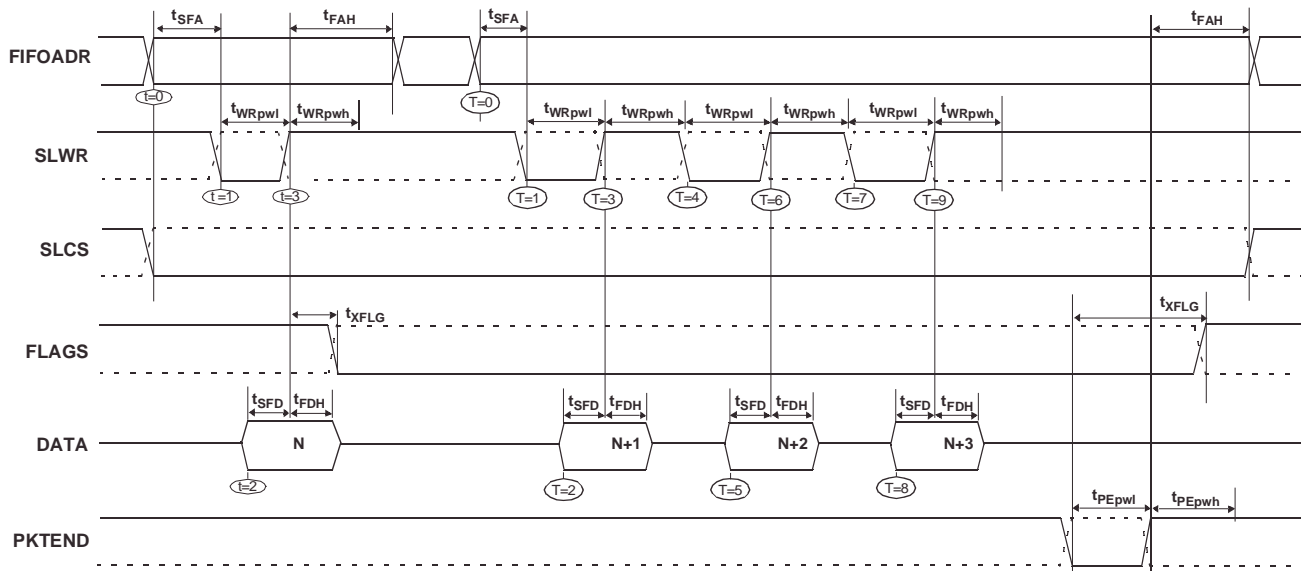 tSFA tFAH tSFA tFAH
FIFOADR
t=0 T=0
tWRpwl tWRpwh tWRpwl tWRpwh tWRpwl tWRpwh tWRpwl tWRpwh
SLWR
t=1 t=3 T=1 T=3 T=4 T=6 T=7 T=9
SLCS
tXFLG tXFLG
FLAGS
tSFD tFDH tSFD tFDH tSFD tFDH tSFD tFDH
DATA N N+1 N+2 N+3
t=2 T=2 T=5 T=8
tPEpwl tPEpwh
PKTEND